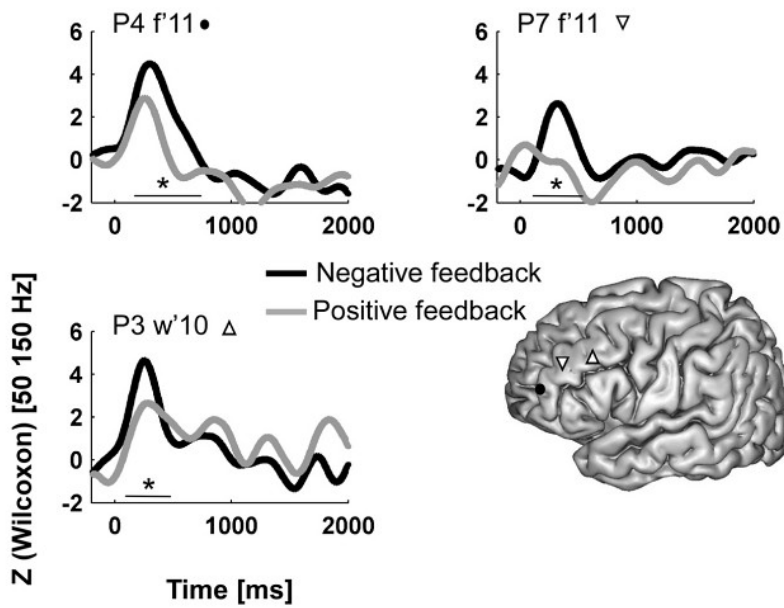 P4 f'11
6
4
2
0
-2
0 1000 2000
P7 f'11
6
4
2
0
-2
0 1000 2000
Negative feedback
Positive feedback
P3 w'10
6
4
2
0
-2
0 1000 2000
*
*
*
Z (Wilcoxon) [50 150 Hz]
Time [ms]